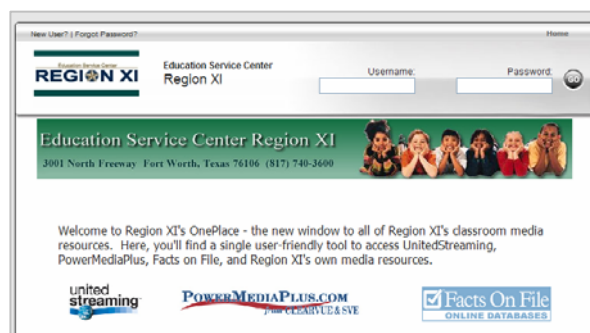 New User? | Forgot Password? Home
Education Service Center
REGION XI
Education Service Center
Region XI
Username: Password:
GO
Education Service Center Region XI
3001 North Freeway Fort Worth, Texas 76106 (817) 740-3600
Welcome to Region XI's OnePlace - the new window to all of Region XI's classroom media
resources. Here, you'll find a single user-friendly tool to access UnitedStreaming,
PowerMediaPlus, Facts on File, and Region XI's own media resources.
united
streaming
POWERMEDIAPLUS.COM
from CLEARVUE & SVE
Facts On File
ONLINE DATABASES